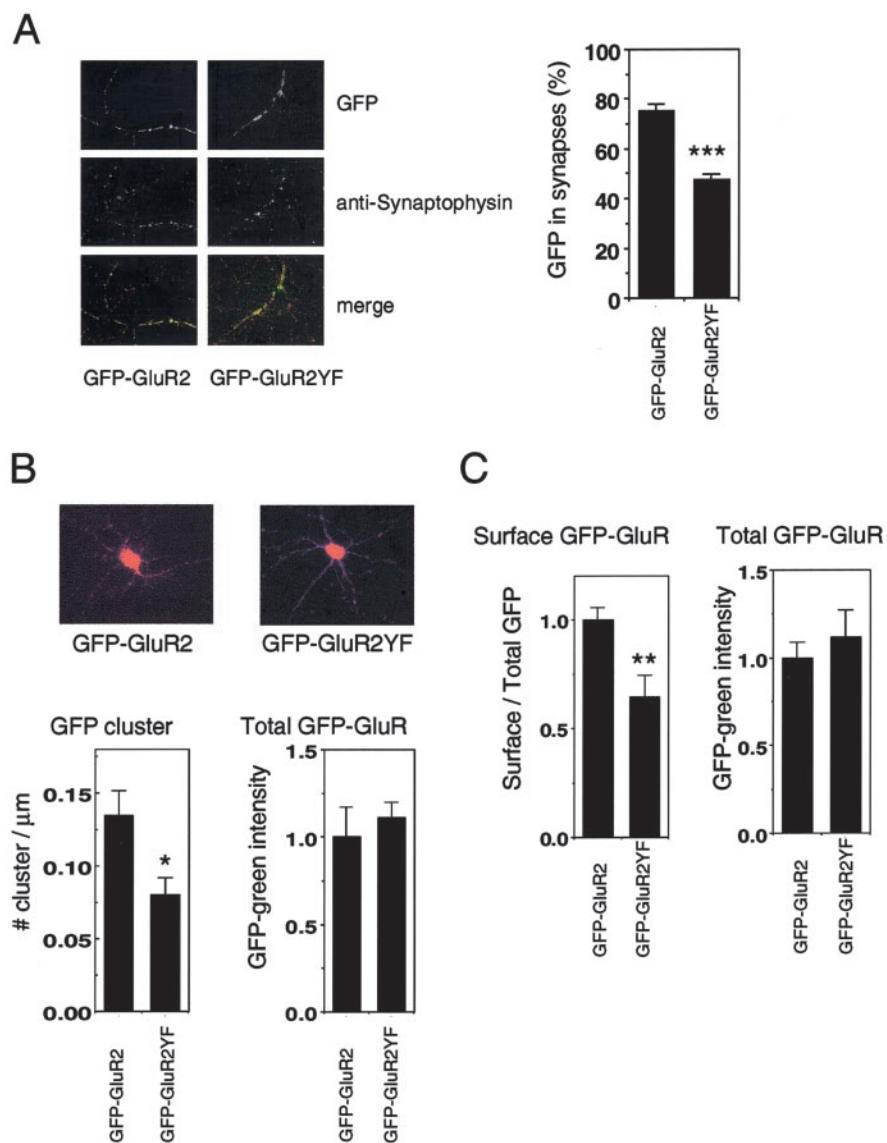 A
GFP
anti-Synaptophysin
merge
GFP-GluR2 GFP-GluR2YF
GFP in synapses (%)
100
80
60
40
20
0
***
GFP-GluR2
GFP-GluR2YF
B
GFP-GluR2 GFP-GluR2YF
GFP cluster
# cluster / μm
0.15
0.10
0.05
0.00
*
GFP-GluR2
GFP-GluR2YF
Total GFP-GluR
GFP-green intensity
1.5
1.0
0.5
0.0
GFP-GluR2
GFP-GluR2YF
C
Surface GFP-GluR
Surface / Total GFP
1.0
0.5
0.0
**
GFP-GluR2
GFP-GluR2YF
Total GFP-GluR
GFP-green intensity
1.5
1.0
0.5
0.0
GFP-GluR2
GFP-GluR2YF